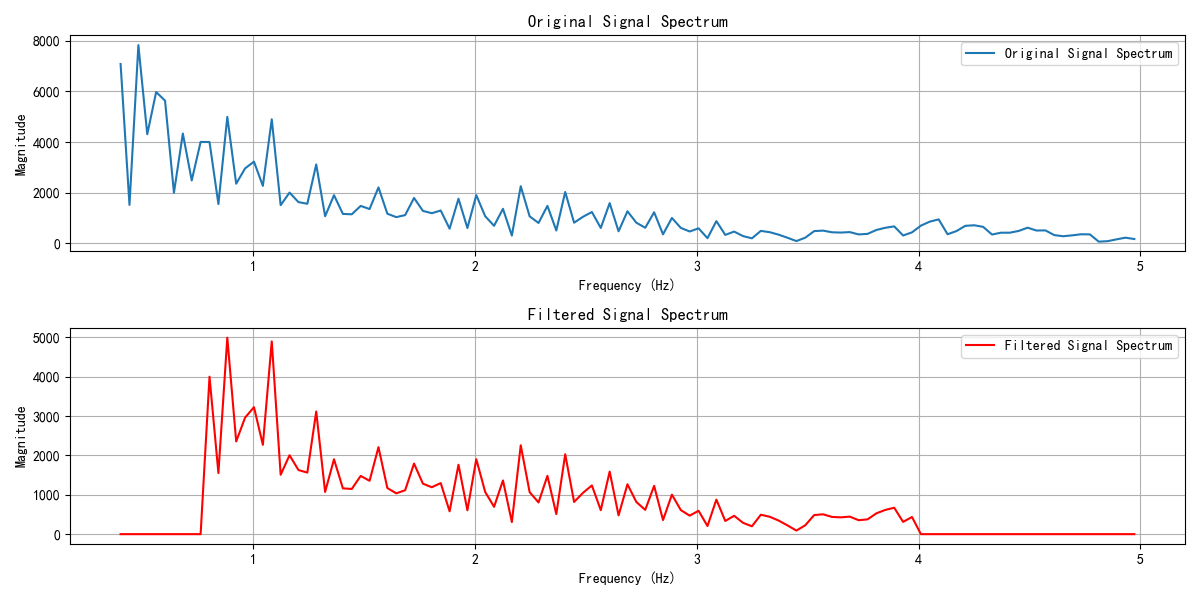 Original Signal Spectrum
8000
6000
4000
2000
0
Magnitude
Original Signal Spectrum
1 2 3 4 5
Frequency (Hz)
Filtered Signal Spectrum
5000
4000
3000
2000
1000
0
Magnitude
Filtered Signal Spectrum
1 2 3 4 5
Frequency (Hz)